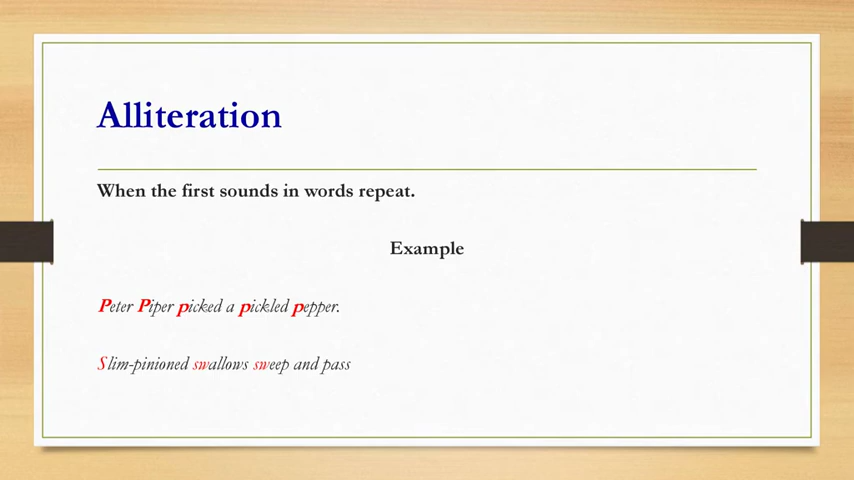 Alliteration
When the first sounds in words repeat.
Example
Peter Piper picked a pickled pepper.
Slim-pinioned swallows sweep and pass